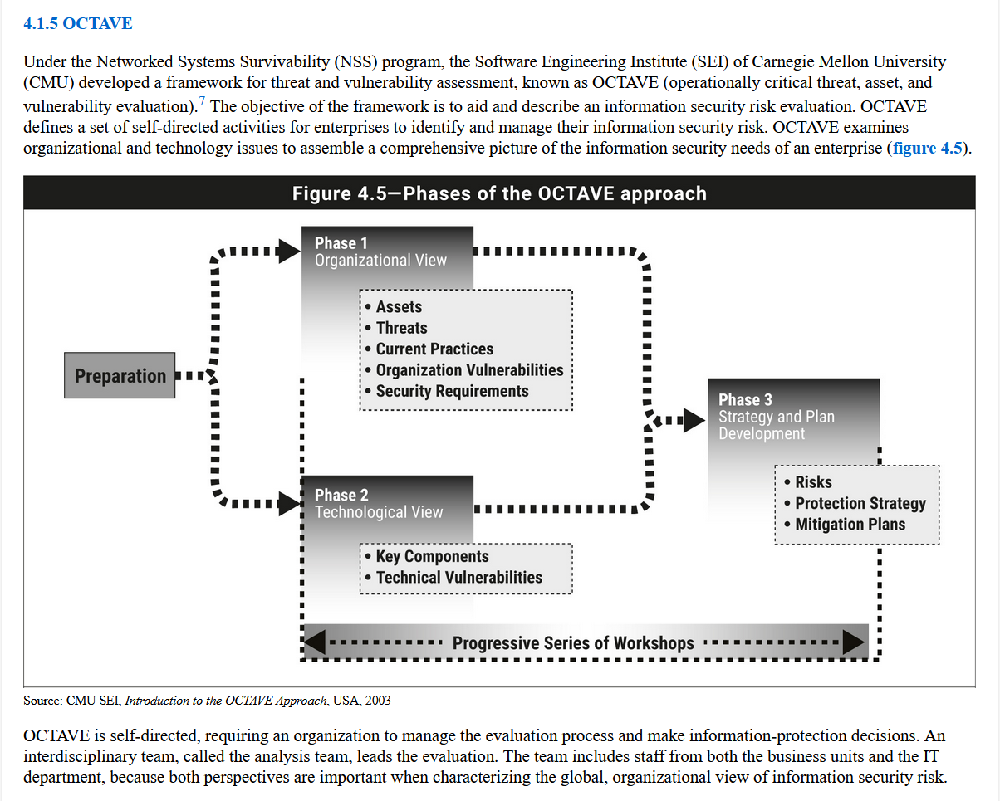 4.1.5 OCTAVE
Under the Networked Systems Survivability (NSS) program, the Software Engineering Institute (SEI) of Carnegie Mellon University
(CMU) developed a framework for threat and vulnerability assessment, known as OCTAVE (operationally critical threat, asset, and
vulnerability evaluation).7 The objective of the framework is to aid and describe an information security risk evaluation. OCTAVE
defines a set of self-directed activities for enterprises to identify and manage their information security risk. OCTAVE examines
organizational and technology issues to assemble a comprehensive picture of the information security needs of an enterprise (figure 4.5).
Figure 4.5—Phases of the OCTAVE approach
Preparation
Phase 1
Organizational View
• Assets
• Threats
• Current Practices
• Organization Vulnerabilities
• Security Requirements
Phase 2
Technological View
• Key Components
• Technical Vulnerabilities
Phase 3
Strategy and Plan
Development
• Risks
• Protection Strategy
• Mitigation Plans
Progressive Series of Workshops
Source: CMU SEI, Introduction to the OCTAVE Approach, USA, 2003
OCTAVE is self-directed, requiring an organization to manage the evaluation process and make information-protection decisions. An
interdisciplinary team, called the analysis team, leads the evaluation. The team includes staff from both the business units and the IT
department, because both perspectives are important when characterizing the global, organizational view of information security risk.